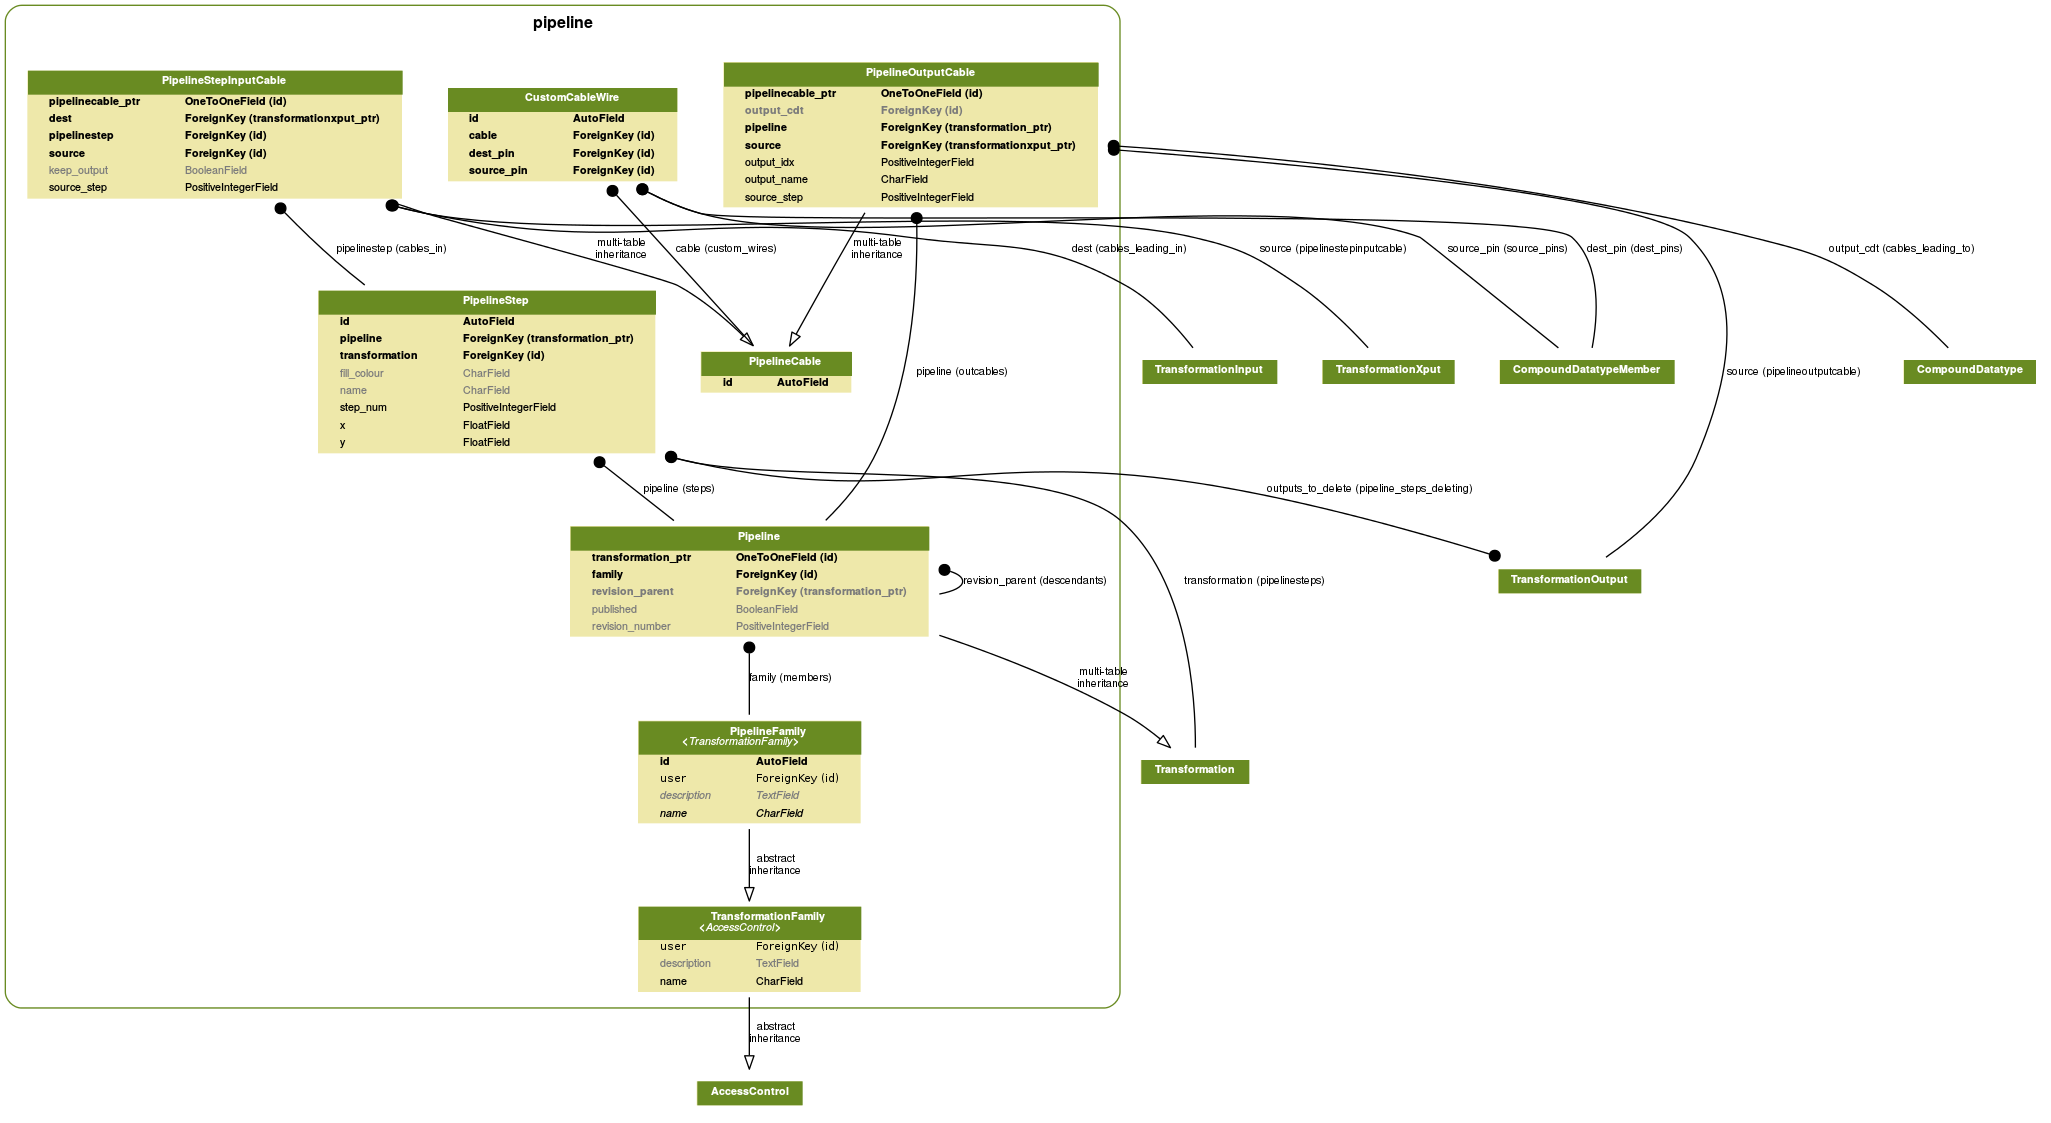 pipeline
PipelineStepInputCable
pipelinecable_ptr OneToOneField (id)
dest ForeignKey (transformationxput_ptr)
pipelinestep ForeignKey (id)
source ForeignKey (id)
keep_output BooleanField
source_step PositiveIntegerField
CustomCableWire
id AutoField
cable ForeignKey (id)
dest_pin ForeignKey (id)
source_pin ForeignKey (id)
PipelineOutputCable
pipelinecable_ptr OneToOneField (id)
output_cdt ForeignKey (id)
pipeline ForeignKey (transformation_ptr)
source ForeignKey (transformationxput_ptr)
output_idx PositiveIntegerField
output_name CharField
source_step PositiveIntegerField
pipelinestep (cables_in)
multi-table
inheritance
cable (custom_wires)
multi-table
inheritance
dest (cables_leading_in)
source (pipelinestepinputcable)
source_pin (source_pins)
dest_pin (dest_pins)
output_cdt (cables_leading_to)
PipelineStep
id AutoField
pipeline ForeignKey (transformation_ptr)
transformation ForeignKey (id)
fill_colour CharField
name CharField
step_num PositiveIntegerField
x FloatField
y FloatField
PipelineCable
id AutoField
pipeline (outcables)
TransformationInput
TransformationXput
CompoundDatatypeMember
source (pipelineoutputcable)
CompoundDatatype
pipeline (steps)
outputs_to_delete (pipeline_steps_deleting)
Pipeline
transformation_ptr OneToOneField (id)
family ForeignKey (id)
revision_parent ForeignKey (transformation_ptr)
published BooleanField
revision_number PositiveIntegerField
revision_parent (descendants)
transformation (pipelinesteps)
TransformationOutput
family (members)
multi-table
inheritance
PipelineFamily
<TransformationFamily>
id AutoField
user ForeignKey (id)
description TextField
name CharField
Transformation
abstract
inheritance
TransformationFamily
<AccessControl>
user ForeignKey (id)
description TextField
name CharField
abstract
inheritance
AccessControl